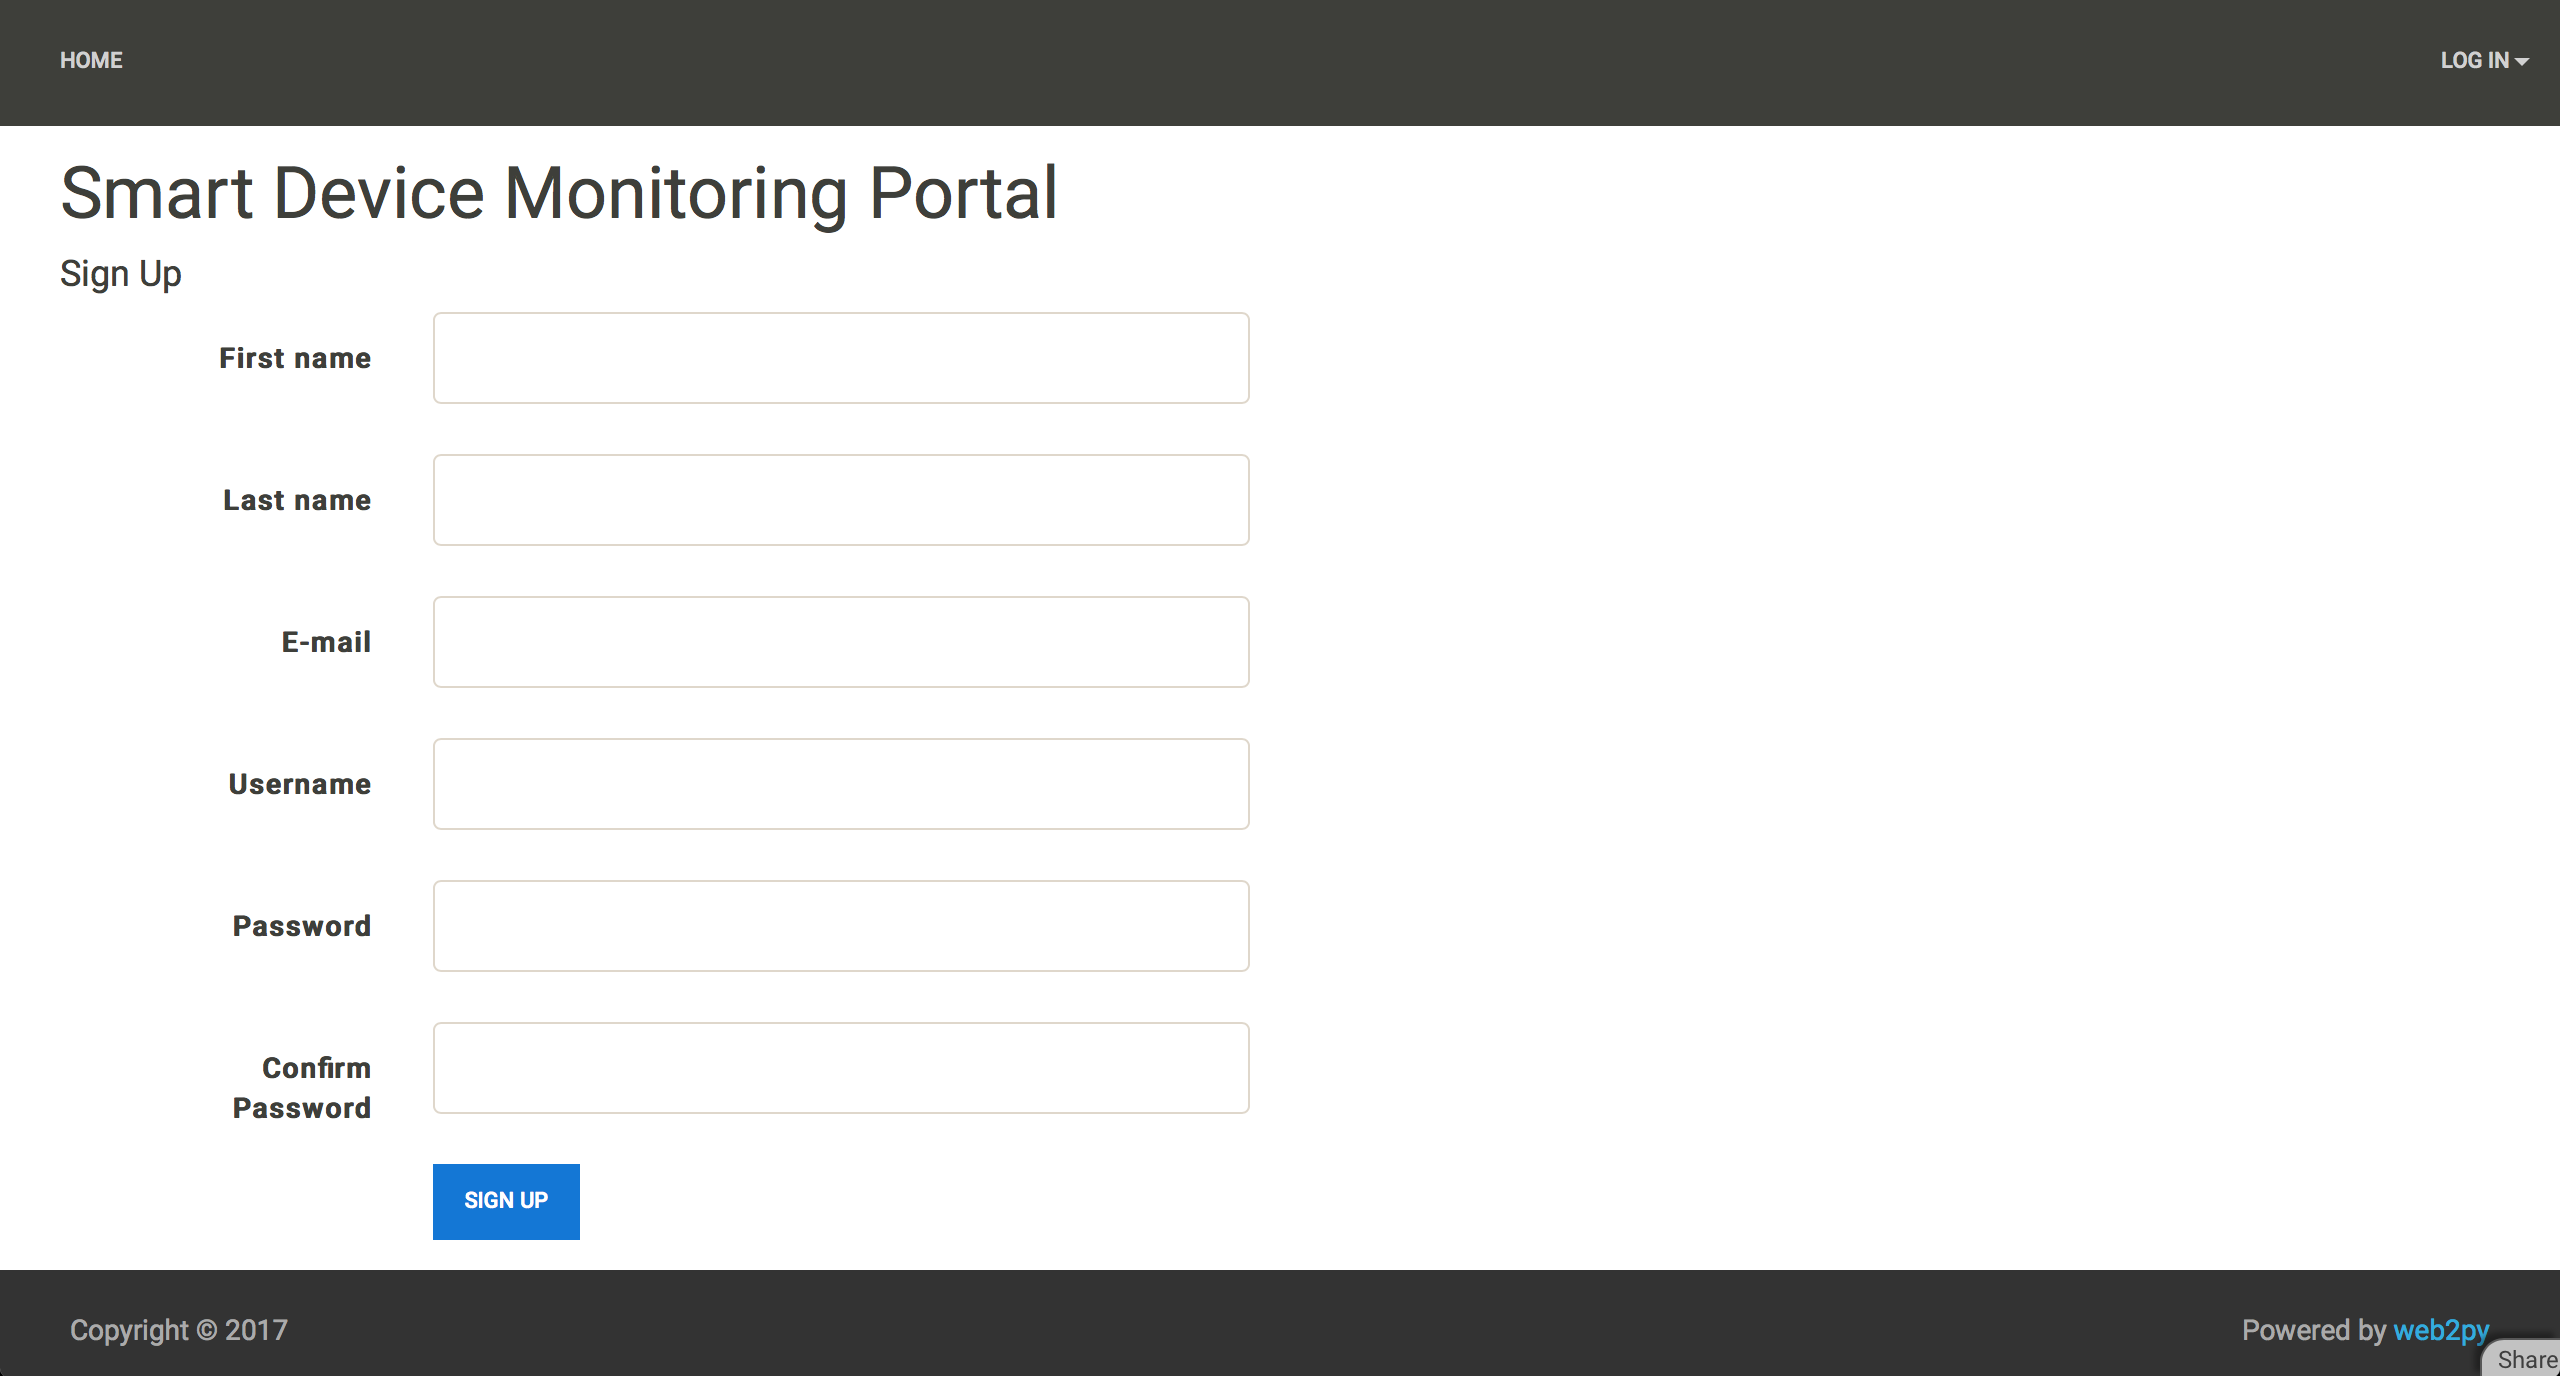 HOME
LOG IN
Smart Device Monitoring Portal
Sign Up
First name
Last name
E-mail
Username
Password
Confirm
Password
SIGN UP
Copyright © 2017
Powered by web2py
Share